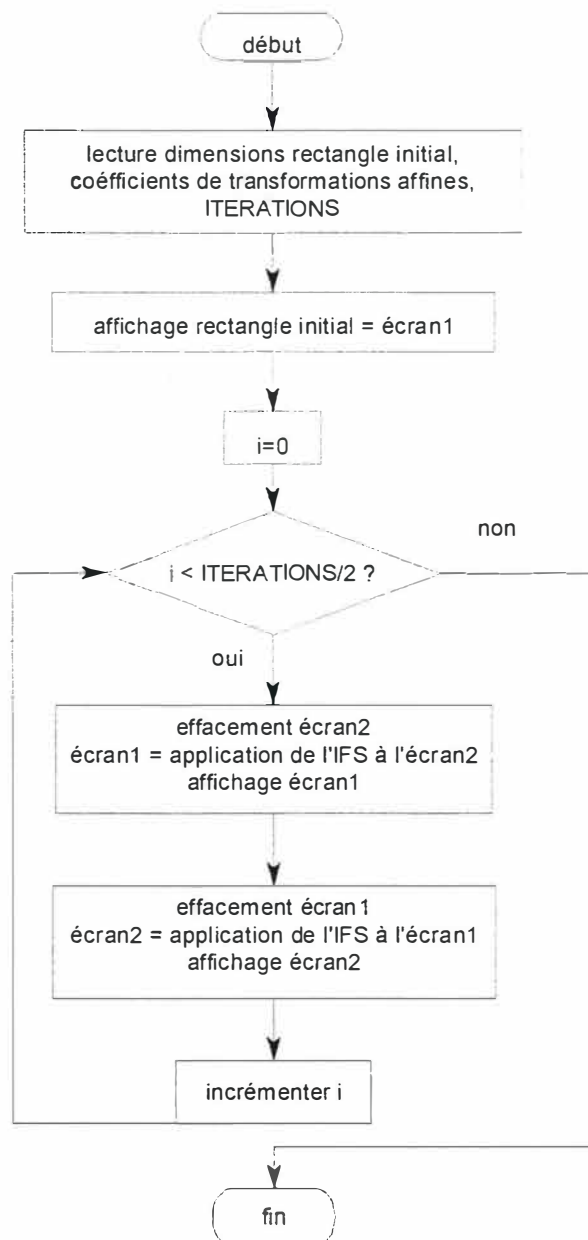 début
lecture dimensions rectangle initial,
coéfficients de transformations affines,
ITERATIONS
affichage rectangle initial = écran1
i=0
non
i < ITERATIONS/2 ?
oui
effacement écran2
écran1 = application de l'IFS à l'écran2
affichage écran1
effacement écran1
écran2 = application de l'IFS à l'écran1
affichage écran2
incrémenter i
fin